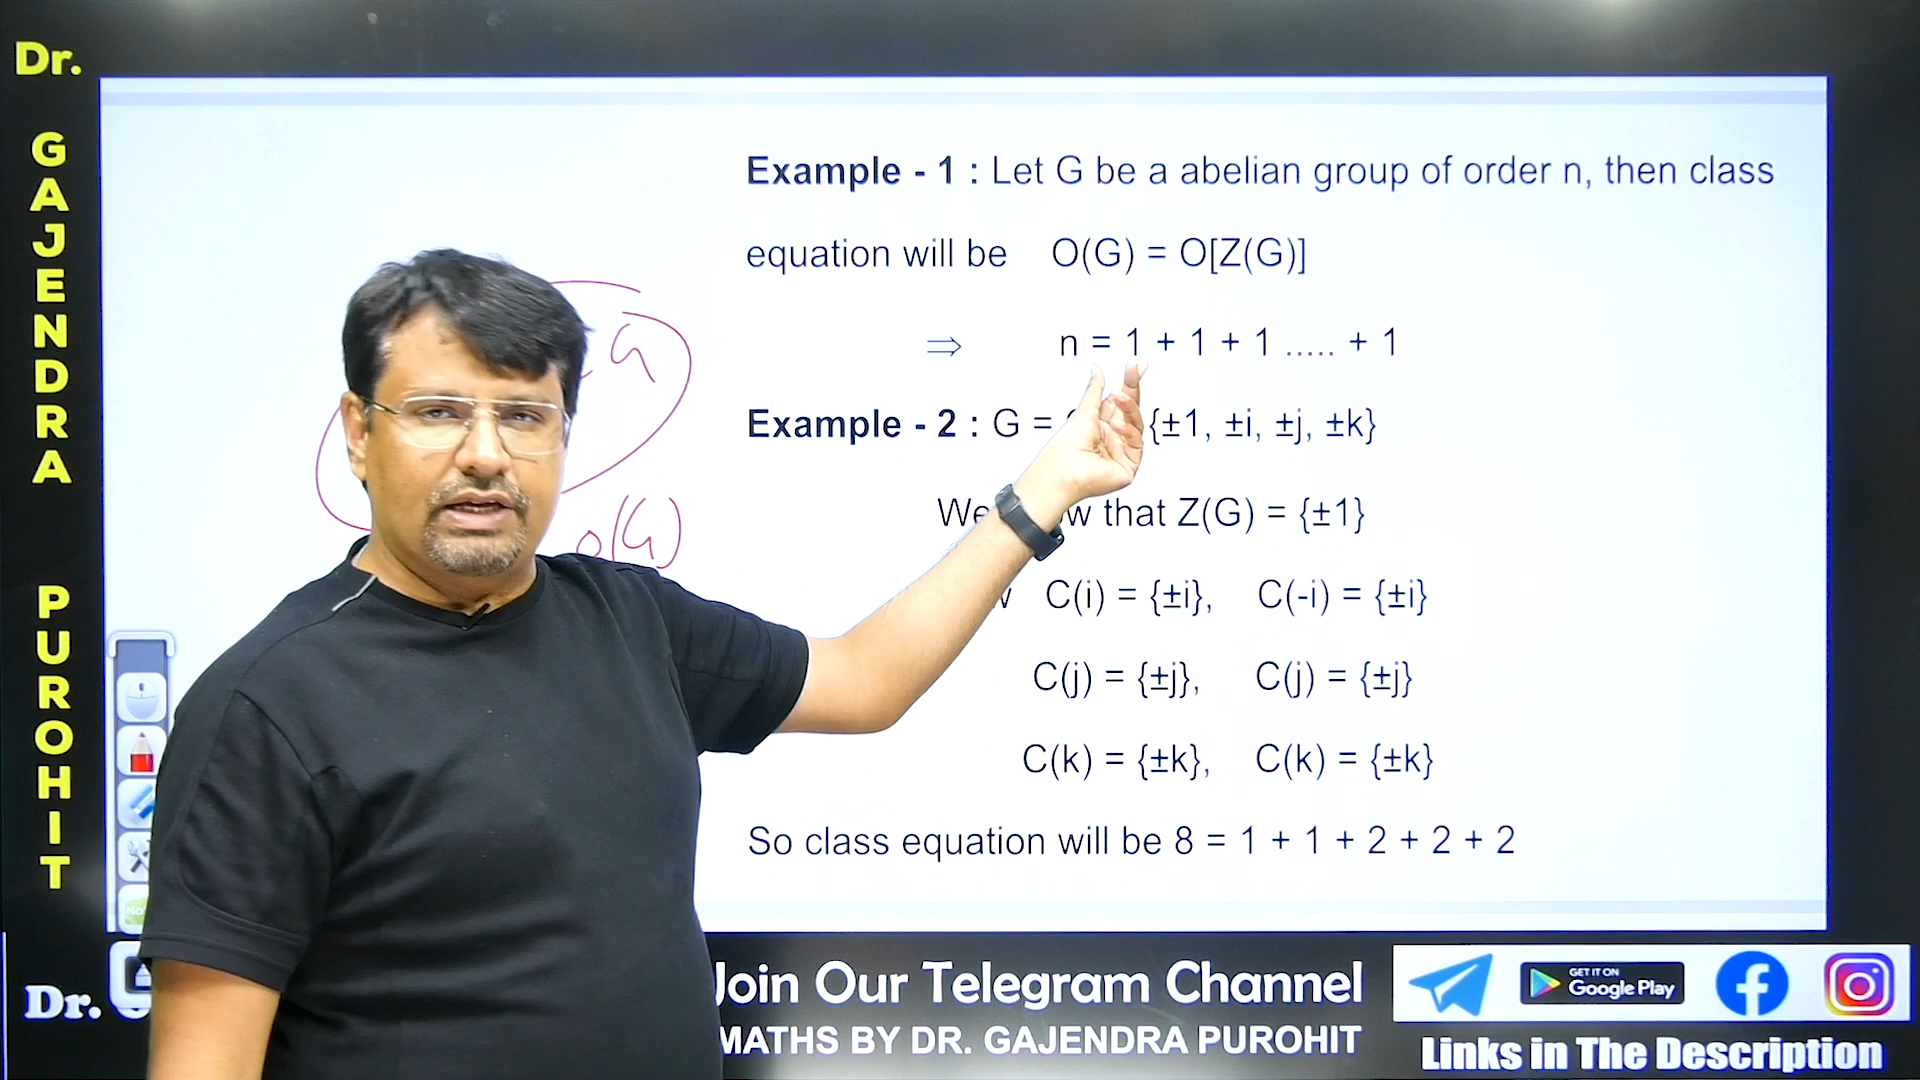 Dr. GAJENDRA PUROHIT
Example - 1 : Let G be a abelian group of order n, then class
equation will be O(G) = O[Z(G)]
⇒ n = 1 + 1 + 1 ..... + 1
G
Example - 2 : G = {±1, ±i, ±j, ±k}
that Z(G) = {±1}
o(G)
C(i) = {±i}, C(-i) = {±i}
C(j) = {±j}, C(j) = {±j}
C(k) = {±k}, C(k) = {±k}
So class equation will be 8 = 1 + 1 + 2 + 2 + 2
Dr.
Join Our Telegram Channel
MATHS BY DR. GAJENDRA PUROHIT
GET IT ON
Google Play
Links in The Description